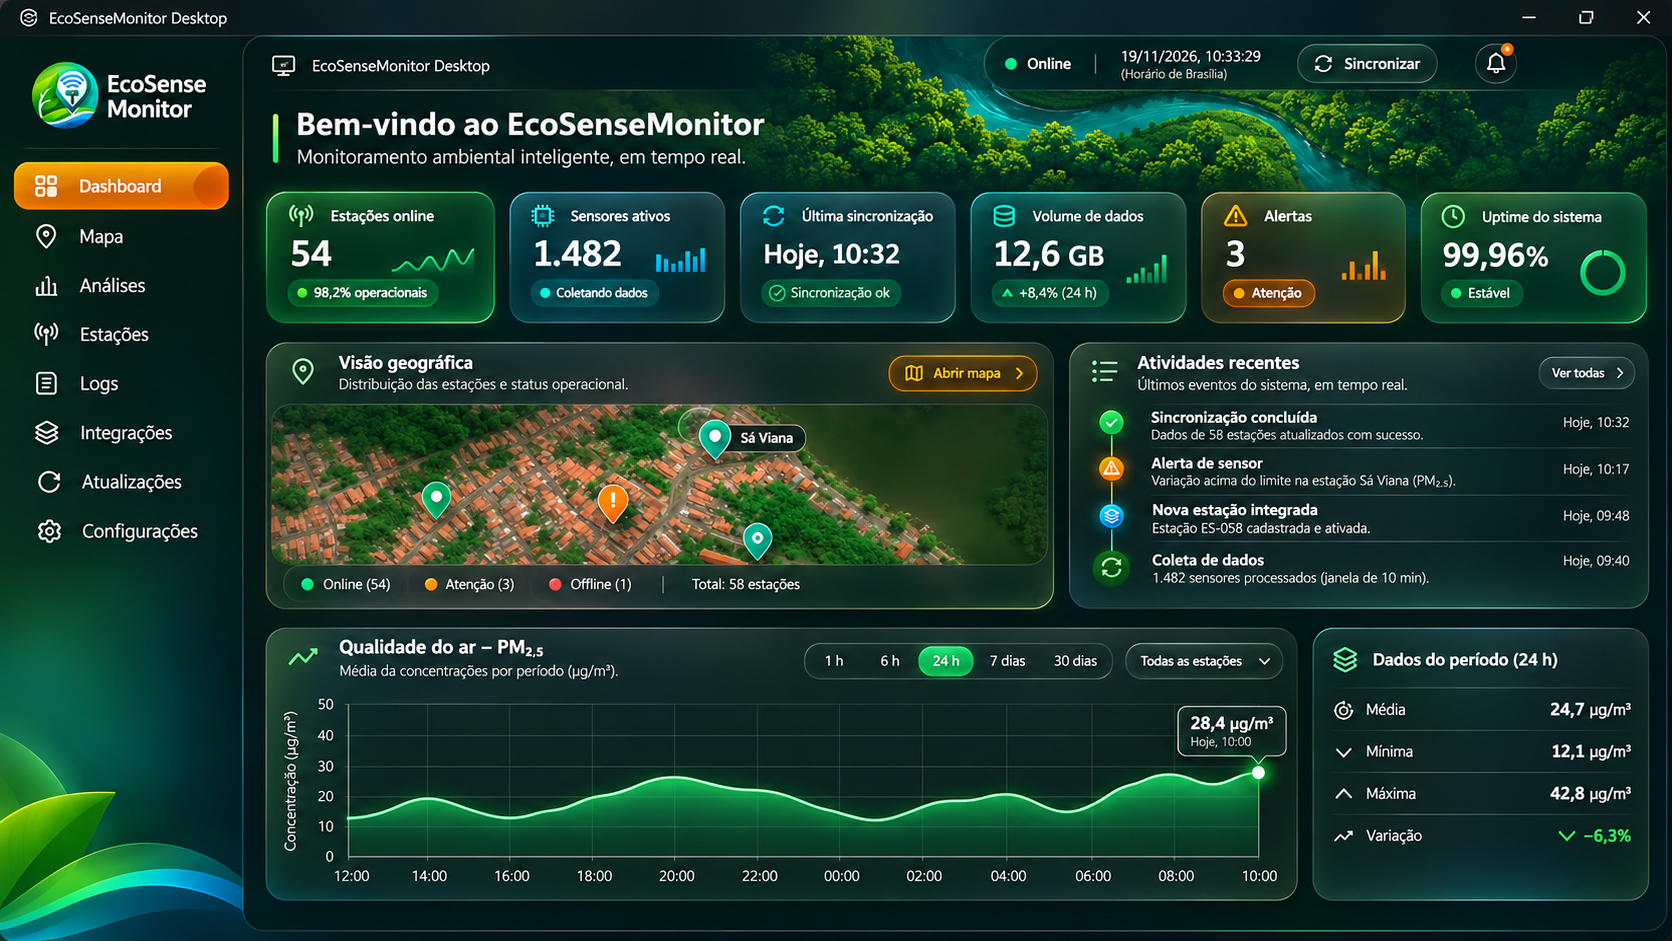 EcoSenseMonitor Desktop
EcoSense
Monitor
Dashboard
Mapa
Análises
Estações
Logs
Integrações
Atualizações
Configurações
EcoSenseMonitor Desktop
Online
19/11/2026, 10:33:29
(Horário de Brasília)
Sincronizar
Bem-vindo ao EcoSenseMonitor
Monitoramento ambiental inteligente, em tempo real.
Estações online
54
98,2% operacionais
Sensores ativos
1.482
Coletando dados
Última sincronização
Hoje, 10:32
Sincronização ok
Volume de dados
12,6 GB
+8,4% (24 h)
Alertas
3
Atenção
Uptime do sistema
99,96%
Estável
Visão geográfica
Distribuição das estações e status operacional.
Abrir mapa
Sá Viana
Online (54)
Atenção (3)
Offline (1)
Total: 58 estações
Atividades recentes
Últimos eventos do sistema, em tempo real.
Ver todas
Sincronização concluída
Dados de 58 estações atualizados com sucesso.
Hoje, 10:32
Alerta de sensor
Variação acima do limite na estação Sá Viana (PM₂.₅).
Hoje, 10:17
Nova estação integrada
Estação ES-058 cadastrada e ativada.
Hoje, 09:48
Coleta de dados
1.482 sensores processados (janela de 10 min).
Hoje, 09:40
Qualidade do ar – PM₂,₅
Média da concentrações por período (µg/m³).
1 h
6 h
24 h
7 dias
30 dias
Todas as estações
Concentração (µg/m³)
50
40
30
20
10
0
28,4 µg/m³
Hoje, 10:00
12:00
14:00
16:00
18:00
20:00
22:00
00:00
02:00
04:00
06:00
08:00
10:00
Dados do período (24 h)
Média
24,7 µg/m³
Mínima
12,1 µg/m³
Máxima
42,8 µg/m³
Variação
−6,3%